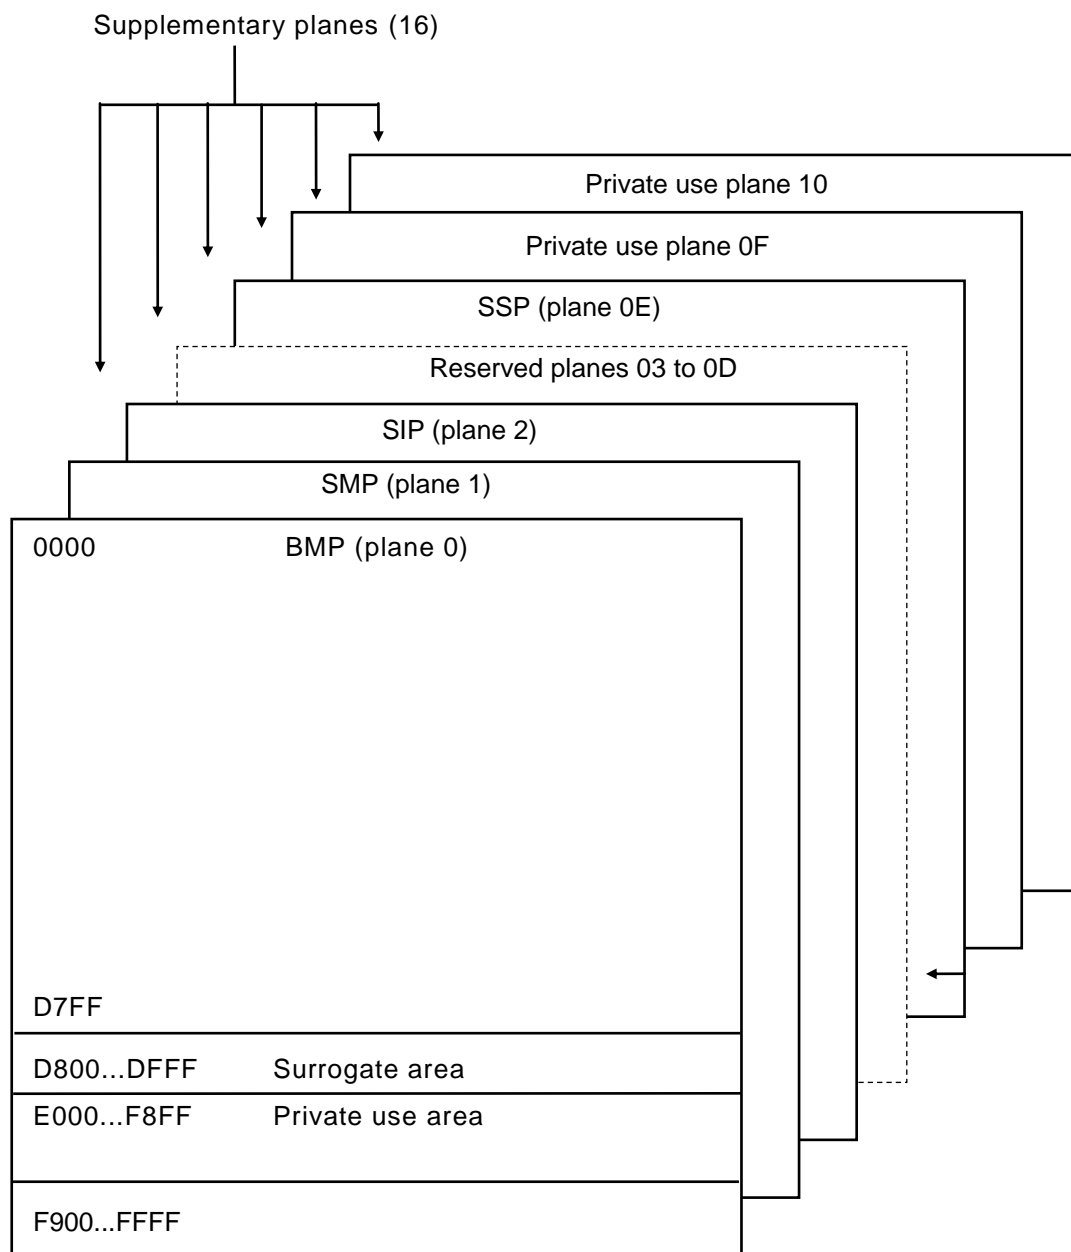 Supplementary planes (16)
Private use plane 10
Private use plane 0F
SSP (plane 0E)
Reserved planes 03 to 0D
SIP (plane 2)
SMP (plane 1)
0000 BMP (plane 0)
D7FF
D800...DFFF Surrogate area
E000...F8FF Private use area
F900...FFFF